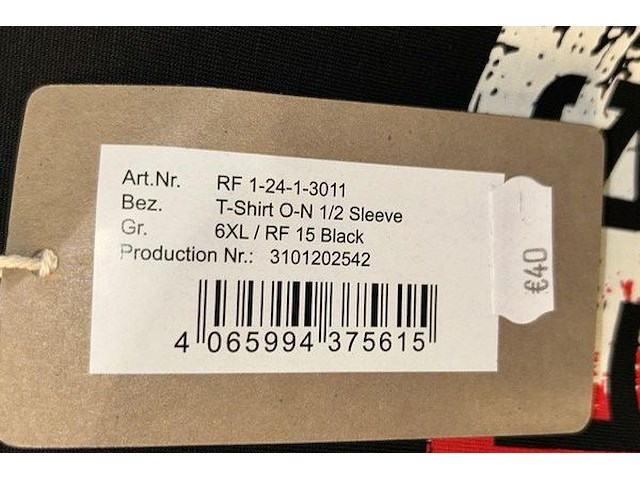 Art.Nr. RF 1-24-1-3011
Bez. T-Shirt O-N 1/2 Sleeve
Gr. 6XL / RF 15 Black
Production Nr.: 3101202542
4 065994 375615
€40